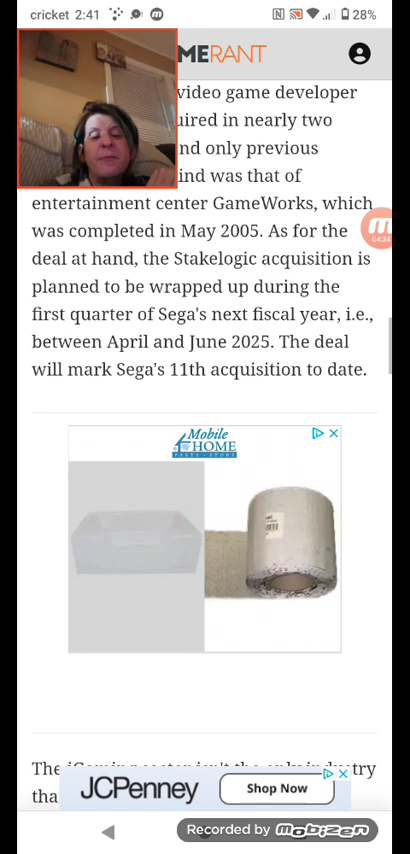 cricket 2:41
28%
MERANT
video game developer
uired in nearly two
nd only previous
ind was that of
entertainment center GameWorks, which
was completed in May 2005. As for the
04:34
deal at hand, the Stakelogic acquisition is
planned to be wrapped up during the
first quarter of Sega's next fiscal year, i.e.,
between April and June 2025. The deal
will mark Sega's 11th acquisition to date.
Mobile
HOME
PARTS • STORE
The
try
tha
JCPenney
Shop Now
Recorded by mobizen